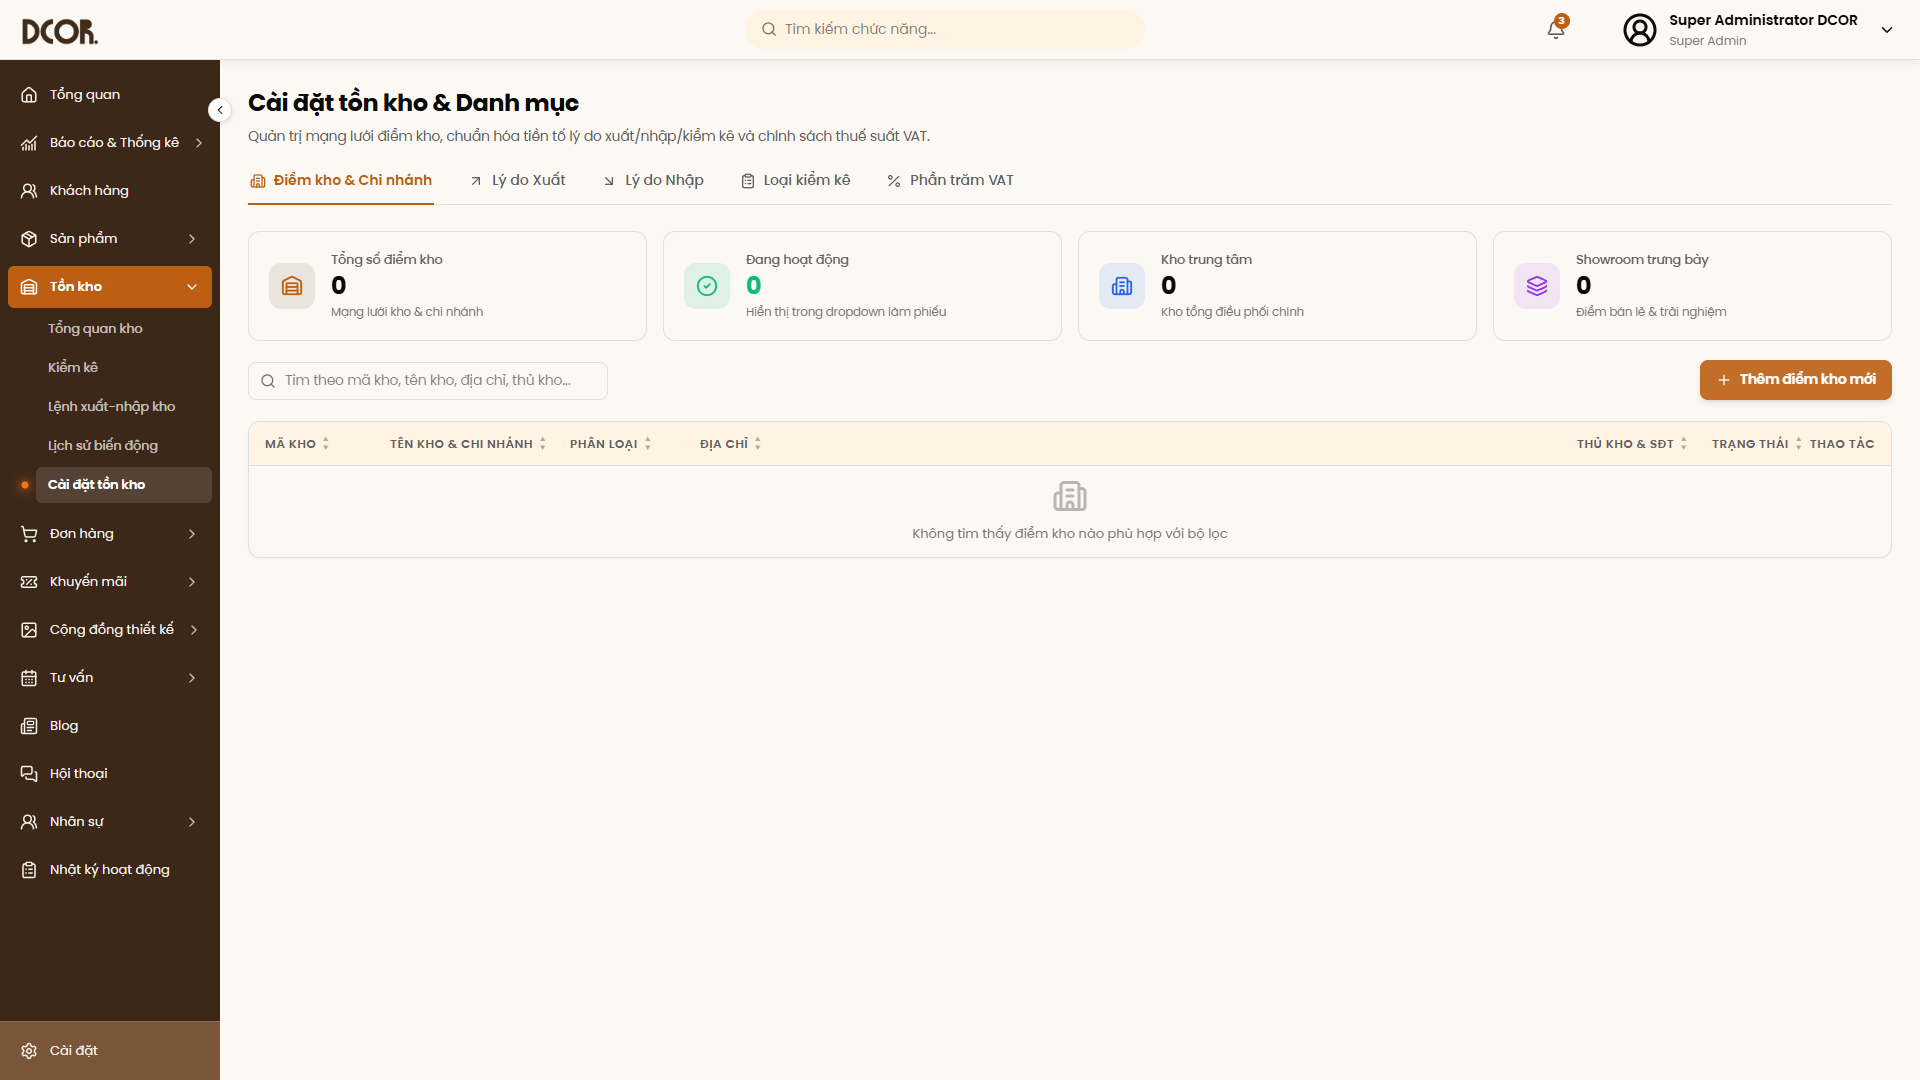 DCOR.
Tìm kiếm chức năng...
3
Super Administrator DCOR
Super Admin
Tổng quan
Báo cáo & Thống kê
Khách hàng
Sản phẩm
Tồn kho
Tổng quan kho
Kiểm kê
Lệnh xuất-nhập kho
Lịch sử biến động
Cài đặt tồn kho
Đơn hàng
Khuyến mãi
Cộng đồng thiết kế
Tư vấn
Blog
Hội thoại
Nhân sự
Nhật ký hoạt động
Cài đặt
Cài đặt tồn kho & Danh mục
Quản trị mạng lưới điểm kho, chuẩn hóa tiền tố lý do xuất/nhập/kiểm kê và chính sách thuế suất VAT.
Điểm kho & Chi nhánh
Lý do Xuất
Lý do Nhập
Loại kiểm kê
Phần trăm VAT
Tổng số điểm kho
0
Mạng lưới kho & chi nhánh
Đang hoạt động
0
Hiển thị trong dropdown làm phiếu
Kho trung tâm
0
Kho tổng điều phối chính
Showroom trưng bày
0
Điểm bán lẻ & trải nghiệm
Tìm theo mã kho, tên kho, địa chỉ, thủ kho...
Thêm điểm kho mới
MÃ KHO
TÊN KHO & CHI NHÁNH
PHÂN LOẠI
ĐỊA CHỈ
THỦ KHO & SĐT
TRẠNG THÁI
THAO TÁC
Không tìm thấy điểm kho nào phù hợp với bộ lọc